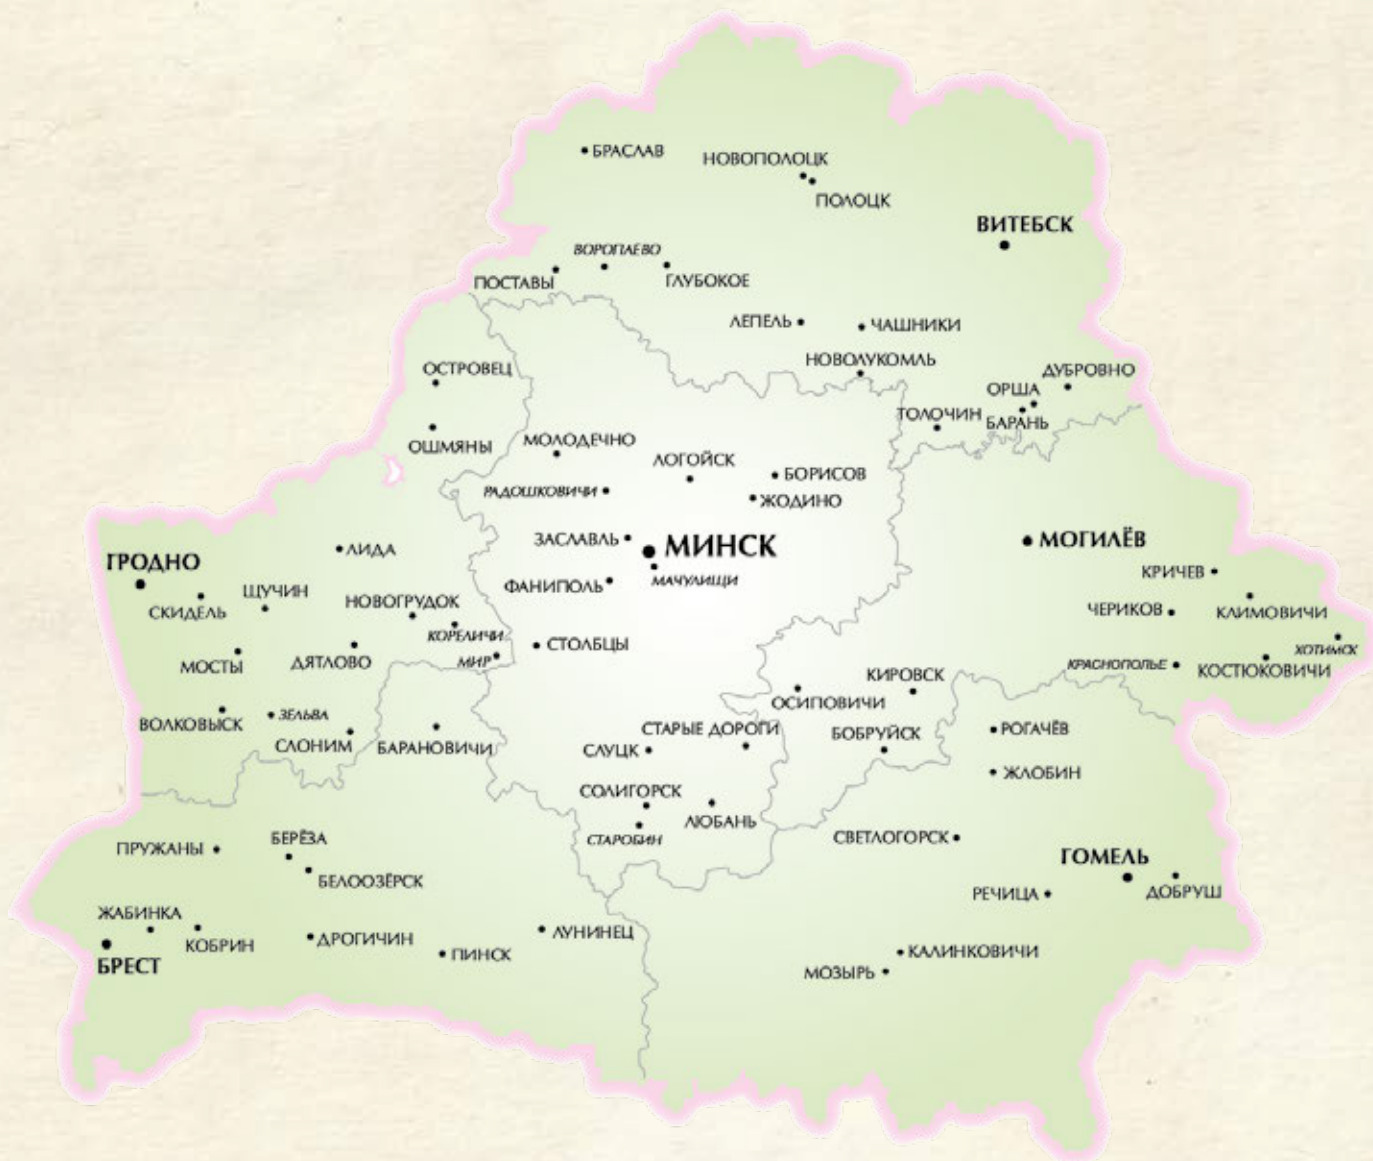 БРАСЛАВ
НОВОПОЛОЦК
ПОЛОЦК
ВИТЕБСК
ВОРОПАЕВО
ПОСТАВЫ
ГЛУБОКОЕ
ЛЕПЕЛЬ
ЧАШНИКИ
НОВОЛУКОМЛЬ
ОСТРОВЕЦ
ДУБРОВНО
ОРША
ТОЛОЧИН
БАРАНЬ
ОШМЯНЫ
МОЛОДЕЧНО
ЛОГОЙСК
БОРИСОВ
РАДОШКОВИЧИ
ЖОДИНО
ЗАСЛАВЛЬ
МИНСК
МОГИЛЁВ
ГРОДНО
ЛИДА
КРИЧЕВ
ФАНИПОЛЬ
МАЧУЛИЩИ
ЩУЧИН
НОВОГРУДОК
СКИДЕЛЬ
ЧЕРИКОВ
КЛИМОВИЧИ
КОРЕЛИЧИ
СТОЛБЦЫ
ХОТИМСК
МОСТЫ
ДЯТЛОВО
МИР
КРАСНОПОЛЬЕ
КОСТЮКОВИЧИ
КИРОВСК
ОСИПОВИЧИ
ВОЛКОВЫСК
ЗЕЛЬВА
СТАРЫЕ ДОРОГИ
БОБРУЙСК
РОГАЧЁВ
СЛОНИМ
БАРАНОВИЧИ
СЛУЦК
ЖЛОБИН
СОЛИГОРСК
ЛЮБАНЬ
СТАРОБИН
СВЕТЛОГОРСК
ПРУЖАНЫ
БЕРЁЗА
ГОМЕЛЬ
БЕЛООЗЁРСК
РЕЧИЦА
ДОБРУШ
ЖАБИНКА
КОБРИН
ДРОГИЧИН
ЛУНИНЕЦ
ПИНСК
КАЛИНКОВИЧИ
БРЕСТ
МОЗЫРЬ